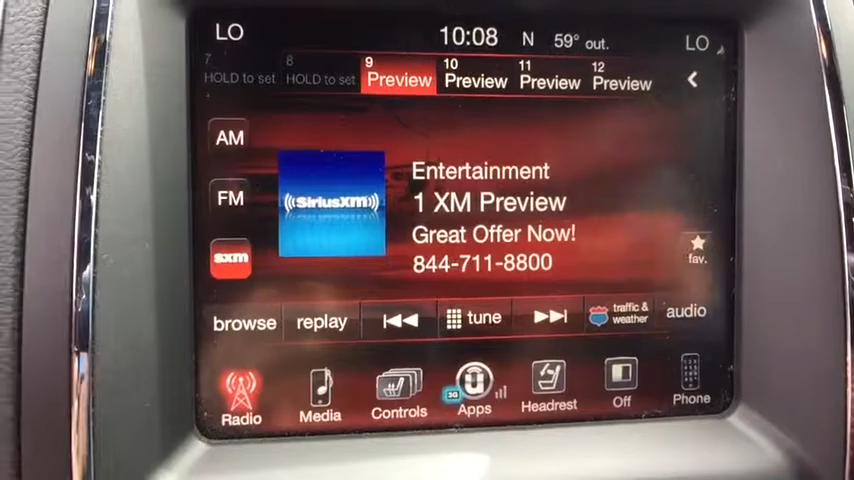 LO 10:08 N 59° out. LO
7 8 9 10 11 12
HOLD to set HOLD to set Preview Preview Preview Preview
AM
FM
sxm
((SiriusXM))
Entertainment
1 XM Preview
Great Offer Now!
844-711-8800
fav.
browse replay tune traffic & weather audio
3G
Radio Media Controls Apps Headrest Off Phone